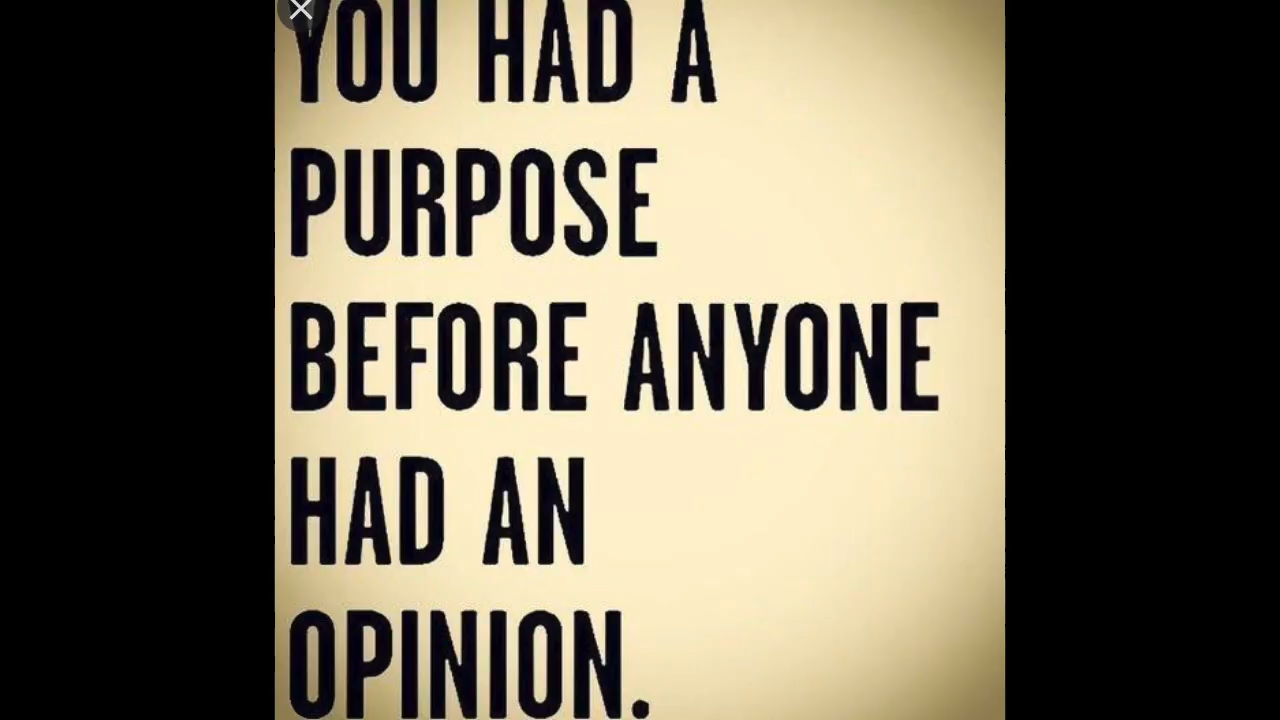 YOU HAD A
PURPOSE
BEFORE ANYONE
HAD AN
OPINION.